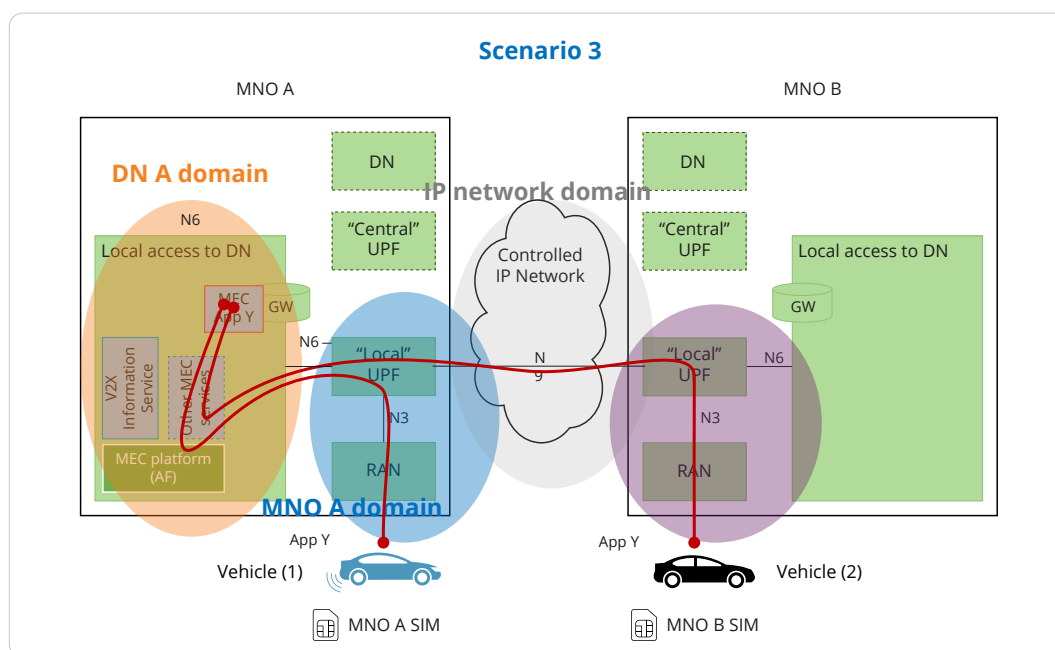 Scenario 3
MNO A
MNO B
DN A domain
DN
IP network domain
DN
N6
“Central”
UPF
“Central”
UPF
Local access to DN
Controlled
IP Network
Local access to DN
MEC
App Y
GW
GW
N6
“Local”
UPF
N
9
“Local”
UPF
N6
V2X
Information
Service
Other MEC
services
N3
N3
MEC platform
(AF)
RAN
RAN
MNO A domain
App Y
App Y
Vehicle (1)
Vehicle (2)
MNO A SIM
MNO B SIM